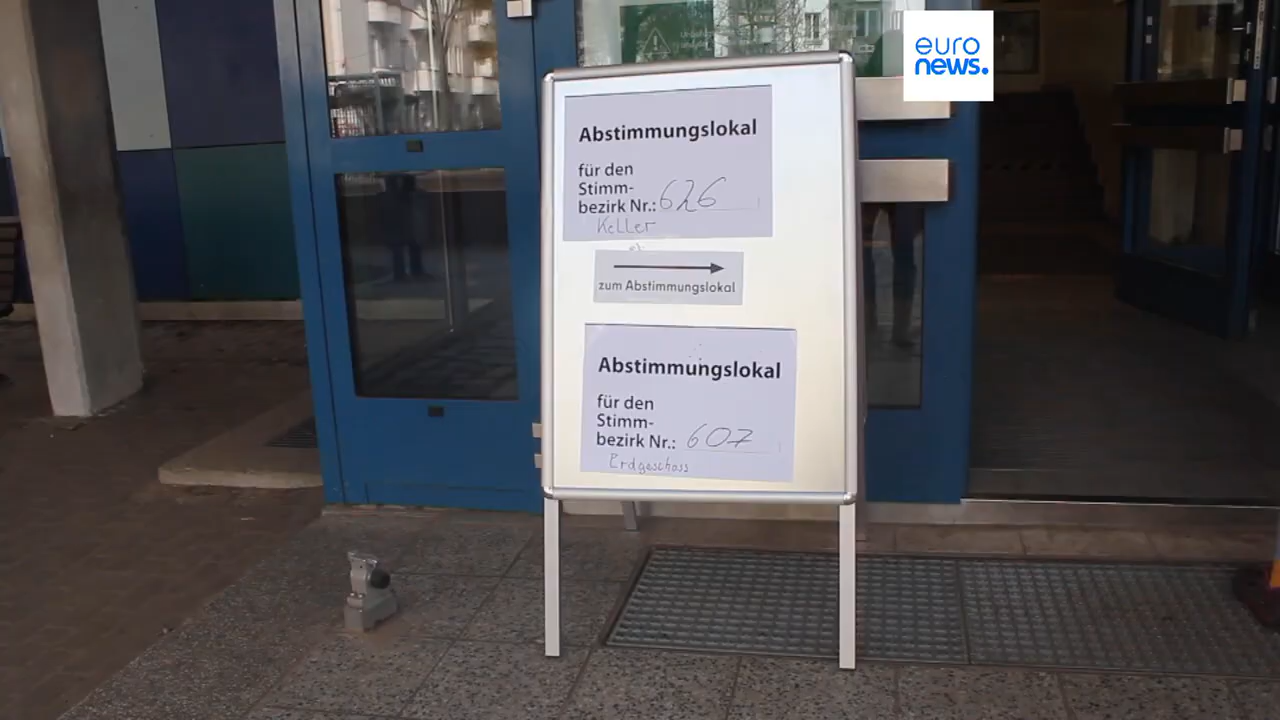 euro
news.
Abstimmungslokal
für den
Stimm-
bezirk Nr.: 626
Keller
zum Abstimmungslokal
Abstimmungslokal
für den
Stimm-
bezirk Nr.: 607
Erdgeschoss